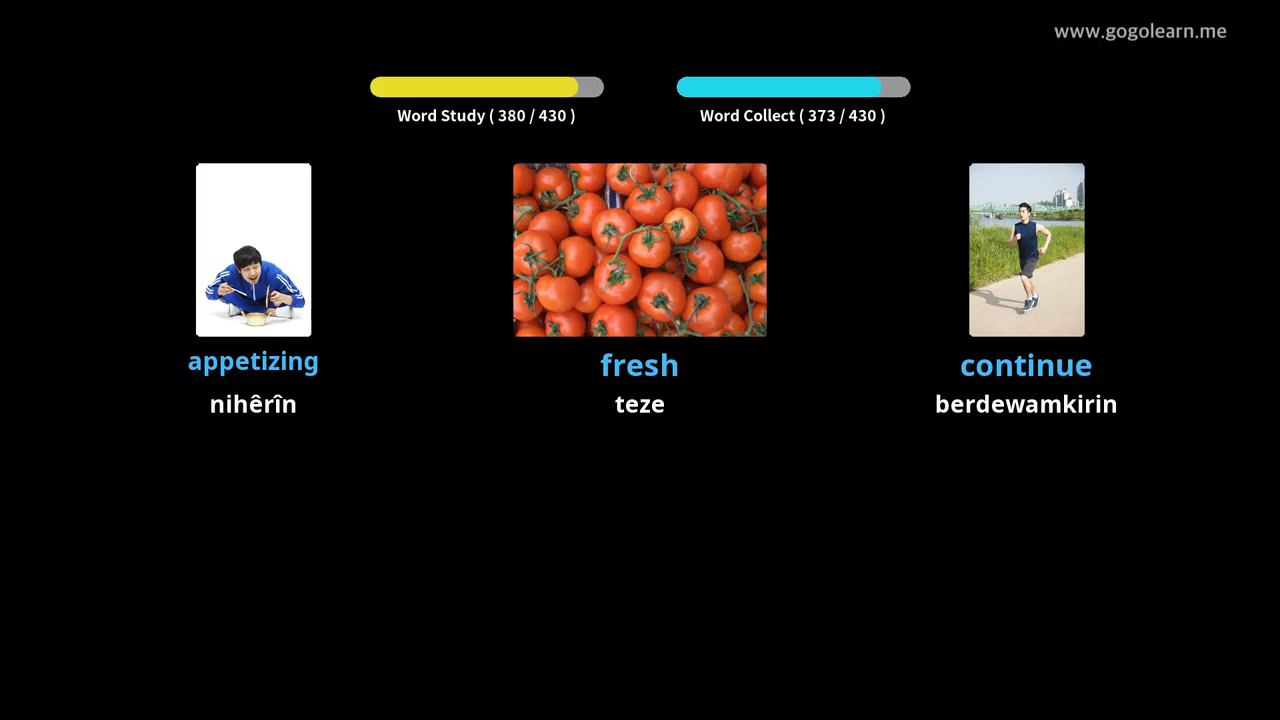 www.gogolearn.me
Word Study ( 380 / 430 )
Word Collect ( 373 / 430 )
appetizing
fresh
continue
nihêrîn
teze
berdewamkirin